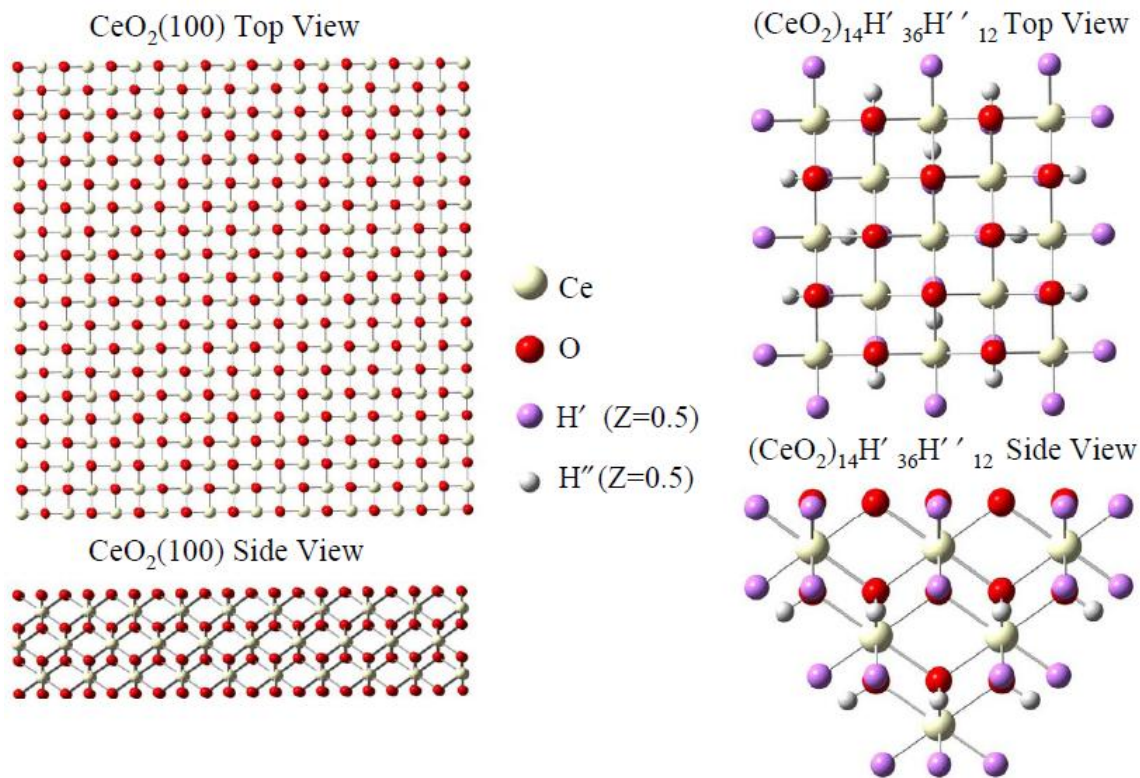 CeO₂(100) Top View
CeO₂(100) Side View
Ce
O
H′ (Z=0.5)
H″(Z=0.5)
(CeO₂)₁₄H′ ₃₆H′ ′ ₁₂ Top View
(CeO₂)₁₄H′ ₃₆H′ ′ ₁₂ Side View